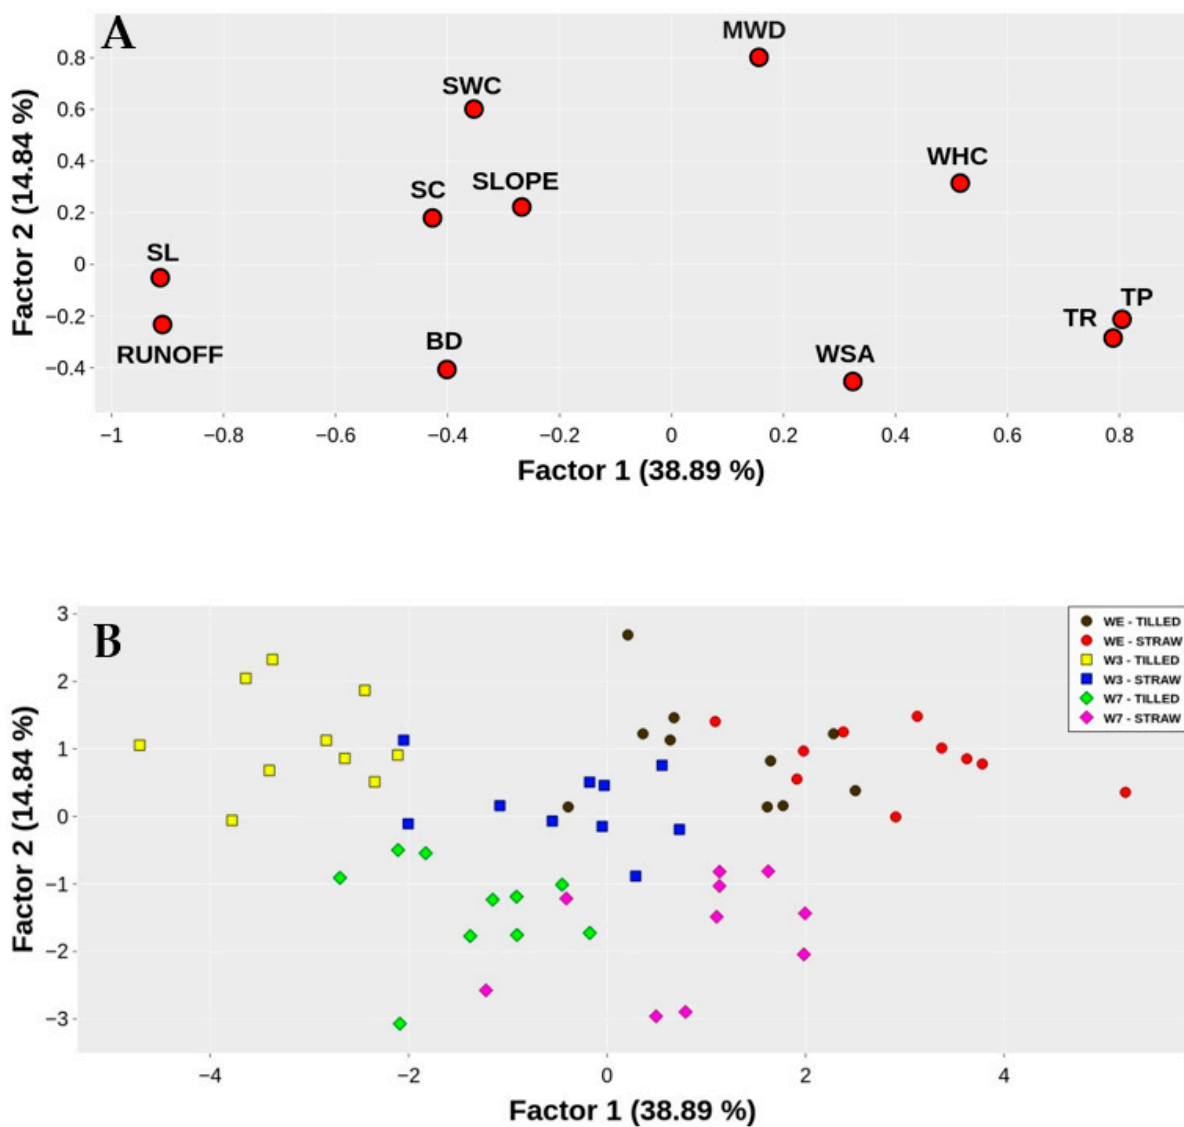 A
MWD
SWC
WHC
SLOPE
SC
SL
TP
TR
RUNOFF
BD
WSA
0.8
0.6
0.4
0.2
0
−0.2
−0.4
Factor 2 (14.84 %)
−1 −0.8 −0.6 −0.4 −0.2 0 0.2 0.4 0.6 0.8
Factor 1 (38.89 %)
B
WE - TILLED
WE - STRAW
W3 - TILLED
W3 - STRAW
W7 - TILLED
W7 - STRAW
3
2
1
0
−1
−2
−3
Factor 2 (14.84 %)
−4 −2 0 2 4
Factor 1 (38.89 %)